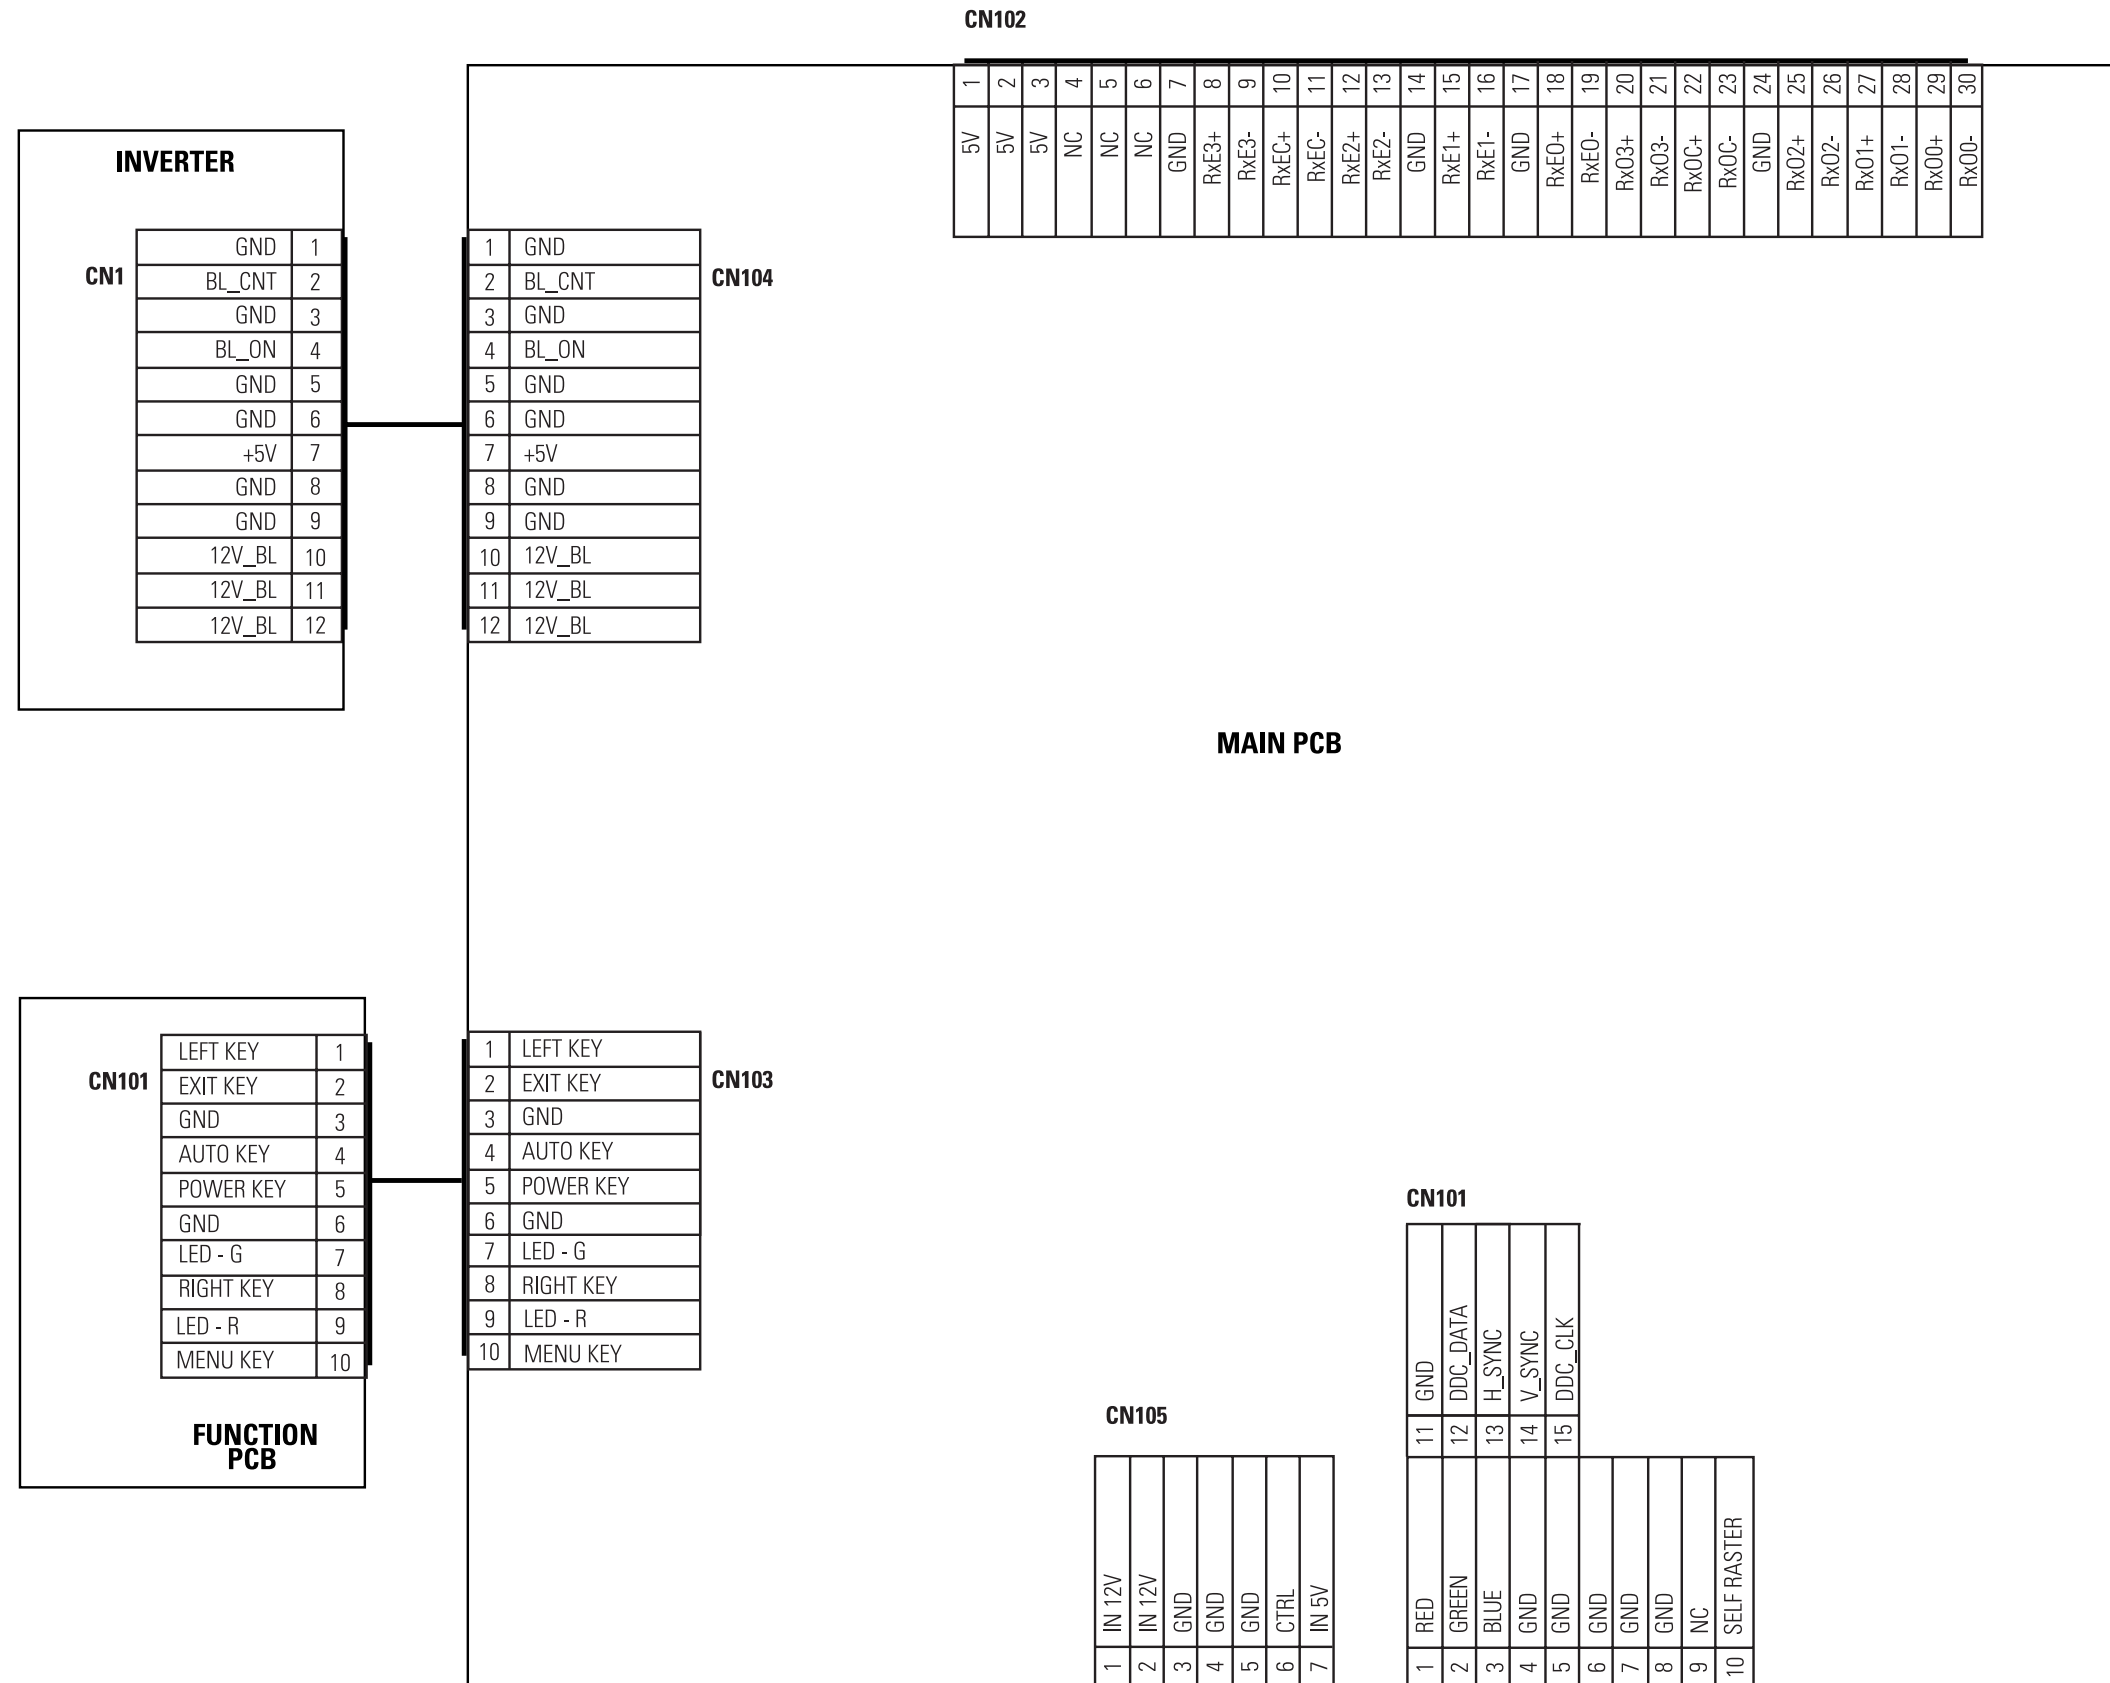 CN102
1 2 3 4 5 6 7 8 9 10 11 12 13 14 15 16 17 18 19 20 21 22 23 24 25 26 27 28 29 30
5V 5V 5V NC NC NC GND RxE3+ RxE3- RxEC+ RxEC- RxE2+ RxE2- GND RxE1+ RxE1- GND RxEO+ RxEO- RxO3+ RxO3- RxOC+ RxOC- GND RxO2+ RxO2- RxO1+ RxO1- RxO0+ RxO0-
INVERTER
CN1
GND 1
BL_CNT 2
GND 3
BL_ON 4
GND 5
GND 6
+5V 7
GND 8
GND 9
12V_BL 10
12V_BL 11
12V_BL 12
CN104
1 GND
2 BL_CNT
3 GND
4 BL_ON
5 GND
6 GND
7 +5V
8 GND
9 GND
10 12V_BL
11 12V_BL
12 12V_BL
MAIN PCB
CN101
LEFT KEY 1
EXIT KEY 2
GND 3
AUTO KEY 4
POWER KEY 5
GND 6
LED - G 7
RIGHT KEY 8
LED - R 9
MENU KEY 10
FUNCTION
PCB
CN103
1 LEFT KEY
2 EXIT KEY
3 GND
4 AUTO KEY
5 POWER KEY
6 GND
7 LED - G
8 RIGHT KEY
9 LED - R
10 MENU KEY
CN105
1 IN 12V
2 IN 12V
3 GND
4 GND
5 GND
6 CTRL
7 IN 5V
CN101
11 GND
12 DDC_DATA
13 H_SYNC
14 V_SYNC
15 DDC_CLK
1 RED
2 GREEN
3 BLUE
4 GND
5 GND
6 GND
7 GND
8 GND
9 NC
10 SELF RASTER